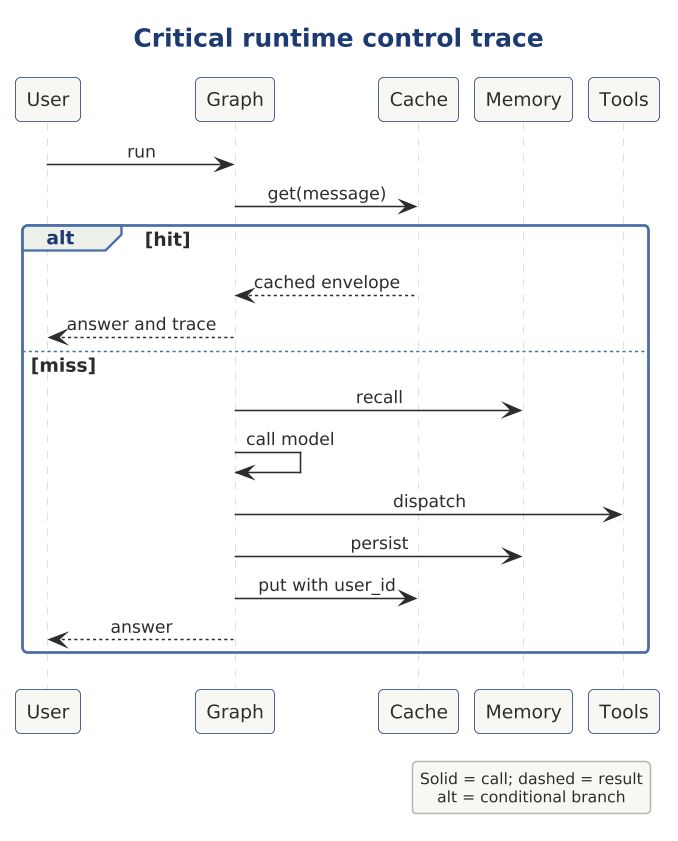 Critical runtime control trace
User
Graph
Cache
Memory
Tools
run
get(message)
alt
[hit]
cached envelope
answer and trace
[miss]
recall
call model
dispatch
persist
put with user_id
answer
User
Graph
Cache
Memory
Tools
Solid = call; dashed = result
alt = conditional branch